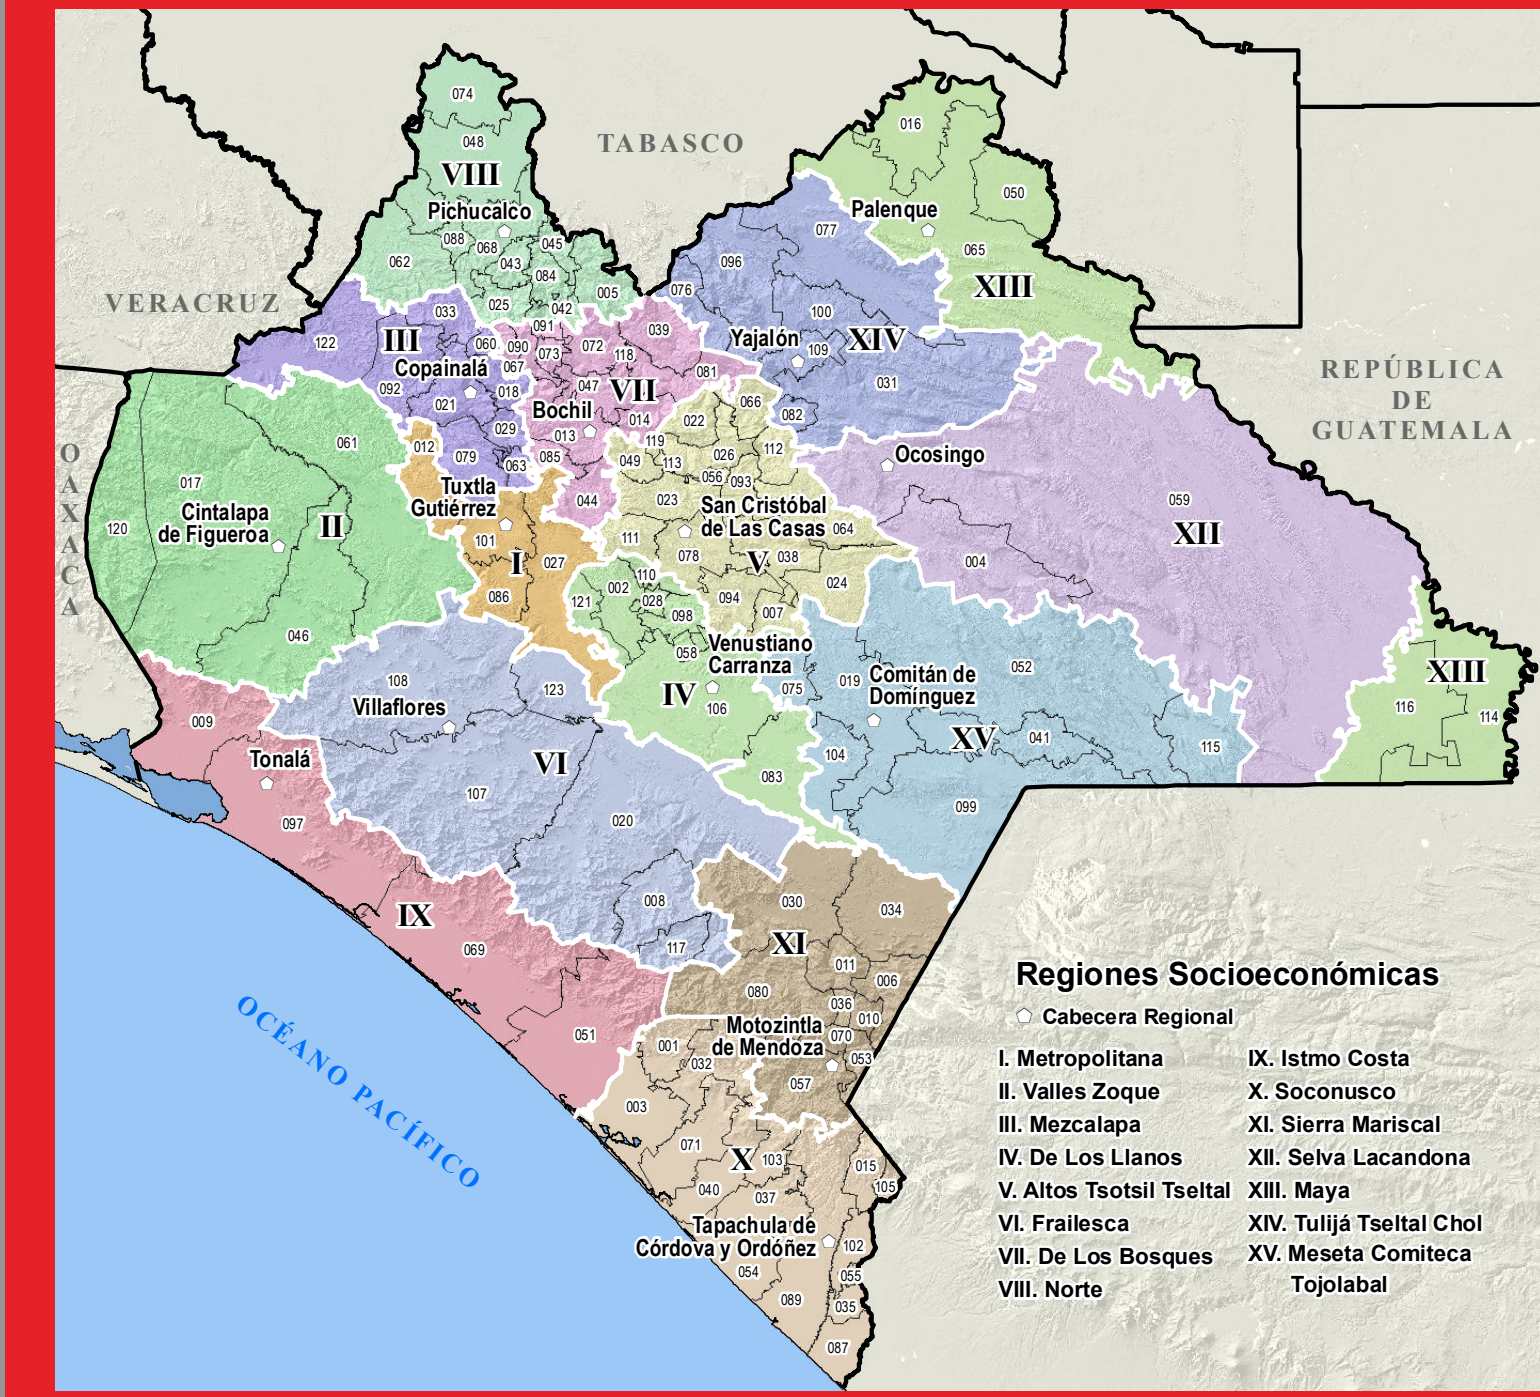 074
048
VIII
Pichucalco
088
068
045
043
084
062
025
042
005
TABASCO
016
050
Palenque
065
XIII
077
096
076
100
Yajalón
109
XIV
031
082
VERACRUZ
122
033
III
060
Copainalá
092
021
018
029
079
063
091
090
073
067
072
118
039
081
047
VII
Bochil
014
013
085
044
REPÚBLICA
DE
GUATEMALA
OAXACA
061
017
Cintalapa
de Figueroa
II
120
046
012
Tuxtla
Gutiérrez
101
I
027
086
066
022
119
026
112
049
113
056
093
023
San Cristóbal
de Las Casas
064
111
078
V
038
024
094
007
Ocosingo
059
XII
004
110
002
121
028
098
058
Venustiano
Carranza
IV
106
083
075
019
052
Comitán de
Domínguez
XV
041
104
115
099
XIII
116
114
108
Villaflores
123
VI
107
020
008
117
009
Tonalá
097
IX
069
051
030
034
XI
011
006
080
036
010
Motozintla
de Mendoza
070
053
057
001
032
003
071
X
103
015
105
040
037
Tapachula de
Córdova y Ordóñez
102
054
055
089
035
087
OCÉANO PACÍFICO
Regiones Socioeconómicas
Cabecera Regional
I. Metropolitana
II. Valles Zoque
III. Mezcalapa
IV. De Los Llanos
V. Altos Tsotsil Tseltal
VI. Frailesca
VII. De Los Bosques
VIII. Norte
IX. Istmo Costa
X. Soconusco
XI. Sierra Mariscal
XII. Selva Lacandona
XIII. Maya
XIV. Tulijá Tseltal Chol
XV. Meseta Comiteca
Tojolabal